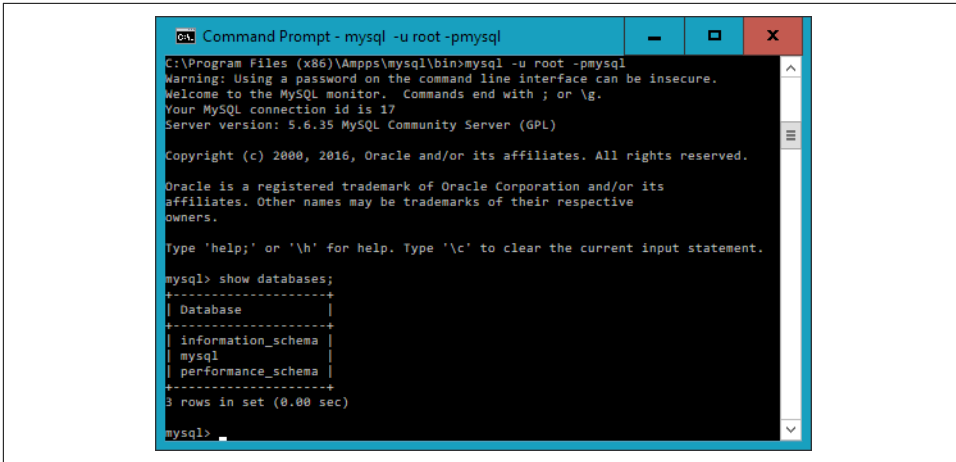 Command Prompt - mysql -u root -pmysql
C:\Program Files (x86)\Ampps\mysql\bin>mysql -u root -pmysql
Warning: Using a password on the command line interface can be insecure.
Welcome to the MySQL monitor.  Commands end with ; or \g.
Your MySQL connection id is 17
Server version: 5.6.35 MySQL Community Server (GPL)

Copyright (c) 2000, 2016, Oracle and/or its affiliates. All rights reserved.

Oracle is a registered trademark of Oracle Corporation and/or its
affiliates. Other names may be trademarks of their respective
owners.

Type 'help;' or '\h' for help. Type '\c' to clear the current input statement.

mysql> show databases;
+--------------------+
| Database           |
+--------------------+
| information_schema |
| mysql              |
| performance_schema |
+--------------------+
3 rows in set (0.00 sec)

mysql>